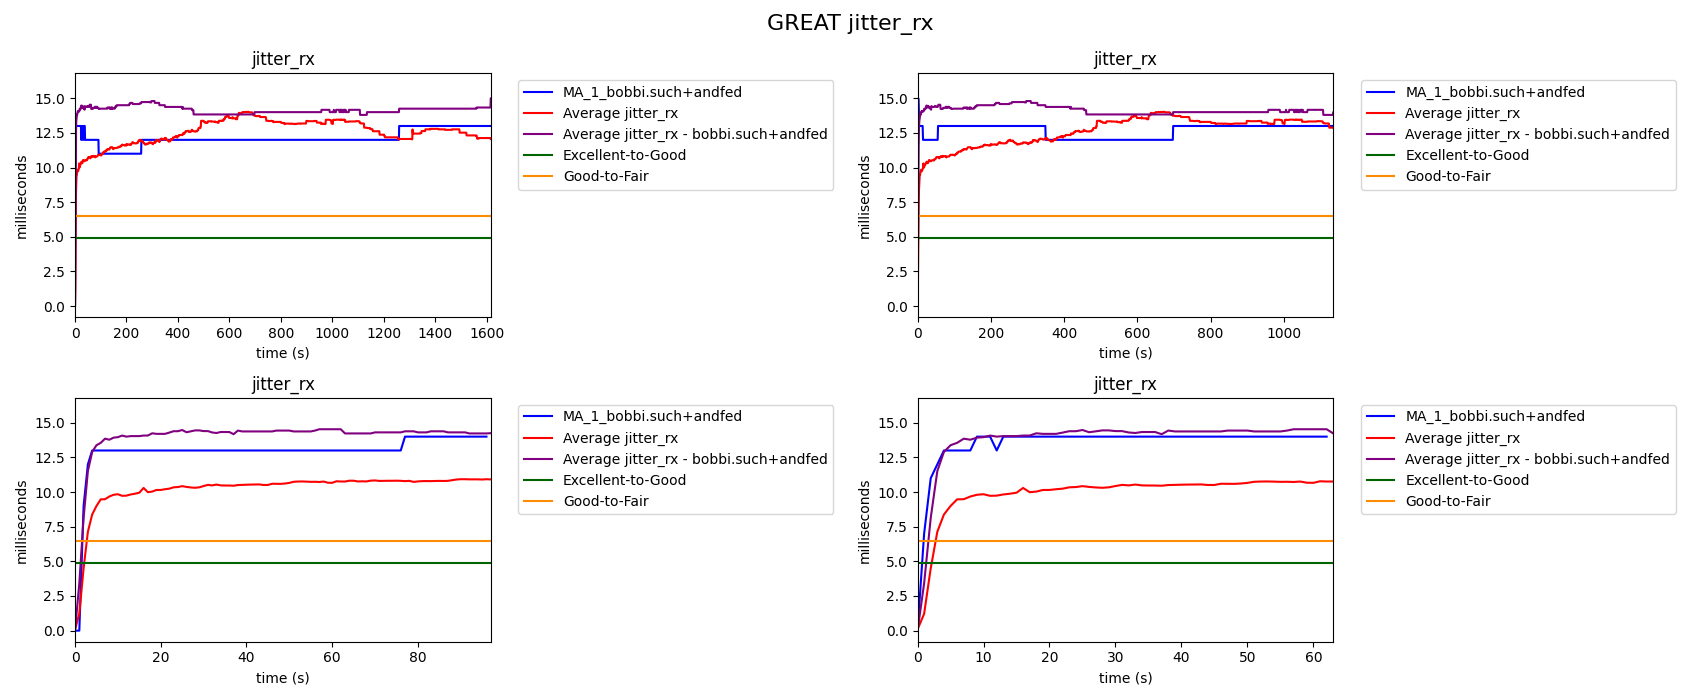 GREAT jitter_rx
jitter_rx
15.0
12.5
10.0
7.5
5.0
2.5
0.0
milliseconds
0 200 400 600 800 1000 1200 1400 1600
time (s)
MA_1_bobbi.such+andfed
Average jitter_rx
Average jitter_rx - bobbi.such+andfed
Excellent-to-Good
Good-to-Fair
jitter_rx
15.0
12.5
10.0
7.5
5.0
2.5
0.0
milliseconds
0 200 400 600 800 1000
time (s)
MA_1_bobbi.such+andfed
Average jitter_rx
Average jitter_rx - bobbi.such+andfed
Excellent-to-Good
Good-to-Fair
jitter_rx
15.0
12.5
10.0
7.5
5.0
2.5
0.0
milliseconds
0 20 40 60 80
time (s)
MA_1_bobbi.such+andfed
Average jitter_rx
Average jitter_rx - bobbi.such+andfed
Excellent-to-Good
Good-to-Fair
jitter_rx
15.0
12.5
10.0
7.5
5.0
2.5
0.0
milliseconds
0 10 20 30 40 50 60
time (s)
MA_1_bobbi.such+andfed
Average jitter_rx
Average jitter_rx - bobbi.such+andfed
Excellent-to-Good
Good-to-Fair